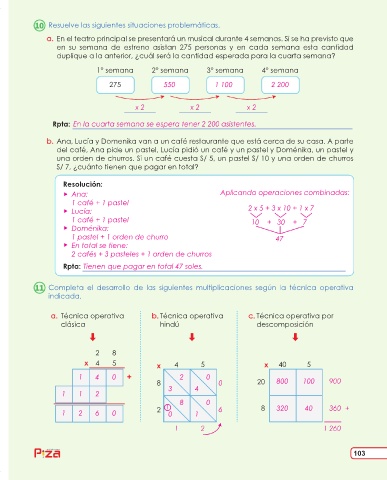 10 Resuelve las siguientes situaciones problemáticas.
a. En el teatro principal se presentará un musical durante 4 semanas. Si se ha previsto que
en su semana de estreno asistan 275 personas y en cada semana esta cantidad
duplique a la anterior, ¿cuál será la cantidad esperada para la cuarta semana?
1º semana 2º semana 3º semana 4º semana
275 550 1 100 2 200
x 2 x 2 x 2
Rpta: En la cuarta semana se espera tener 2 200 asistentes.
b. Ana, Lucía y Domenika van a un café restaurante que está cerca de su casa. A parte
del café, Ana pide un pastel, Lucía pidió un café y un pastel y Doménika, un pastel y
una orden de churros. Si un café cuesta S/ 5, un pastel S/ 10 y una orden de churros
S/ 7, ¿cuánto tienen que pagar en total?
Resolución:
Ana: Aplicando operaciones combinadas:
1 café + 1 pastel
Lucía: 2 x 5 + 3 x 10 + 1 x 7
1 café + 1 pastel 10 + 30 + 7
Doménika:
1 pastel + 1 orden de churro 47
En total se tiene:
2 cafés + 3 pasteles + 1 orden de churros
Rpta: Tienen que pagar en total 47 soles.
11 Completa el desarrollo de las siguientes multiplicaciones según la técnica operativa
indicada.
a. Técnica operativa b. Técnica operativa c. Técnica operativa por
clásica hindú descomposición
2 8
x 4 5 x 4 5 x 40 5
1 4 0 + 8 2 0 0 20 800 100 900
3 4
1 1 2
8 0
1 2 6 0 2 1 0 1 6 8 320 40 360 +
1 2 1 260
Pizza
103